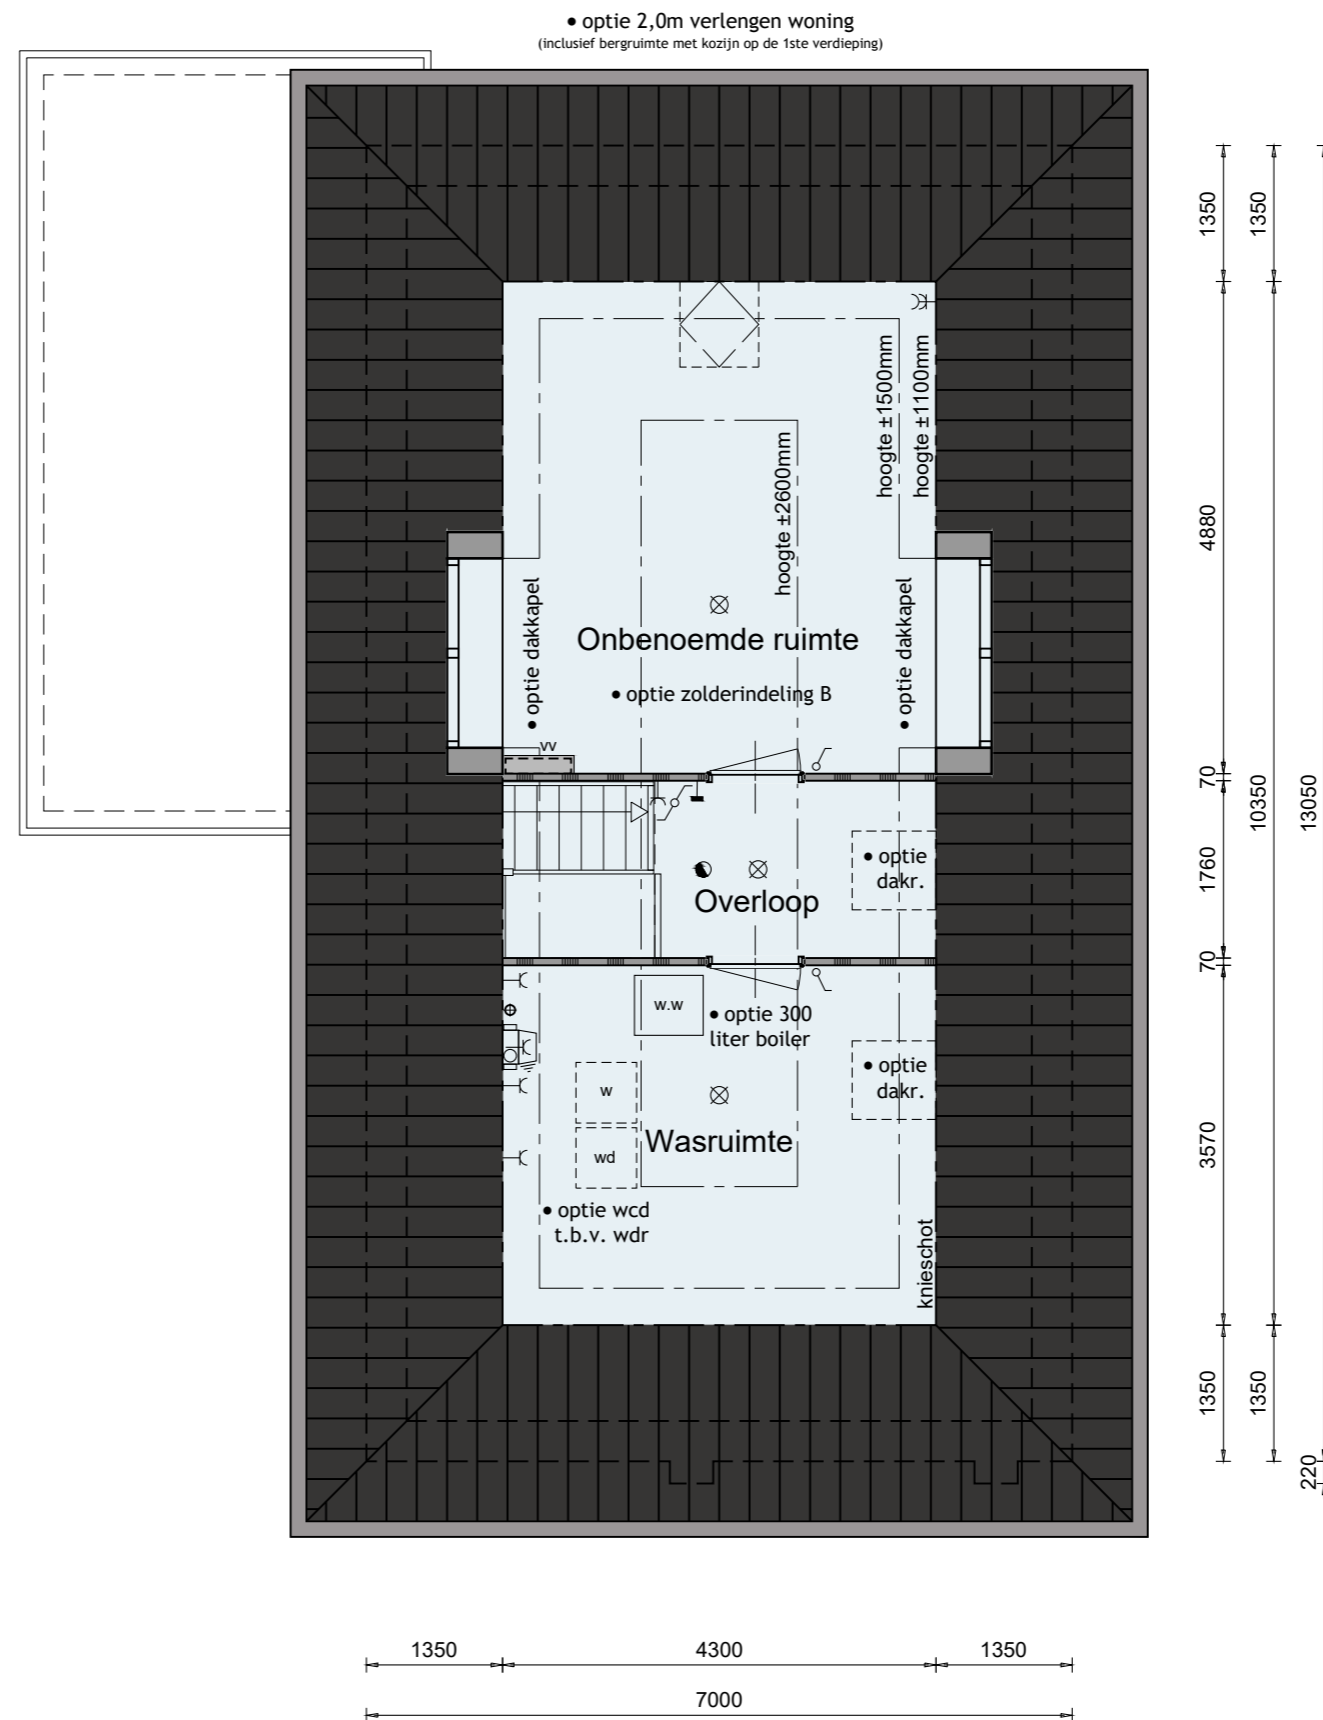 • optie 2,0m verlengen woning
(inclusief bergruimte met kozijn op de 1ste verdieping)
1350
1350
hoogte ±1500mm
hoogte ±1100mm
hoogte ±2600mm
4880
• optie dakkapel
• optie dakkapel
Onbenoemde ruimte
• optie zolderindeling B
vv
70
10350
13050
1760
• optie
dakr.
Overloop
70
w.w
• optie 300
liter boiler
• optie
dakr.
w
Wasruimte
wd
3570
• optie wcd
t.b.v. wdr
knieschot
1350
1350
220
1350
4300
1350
7000